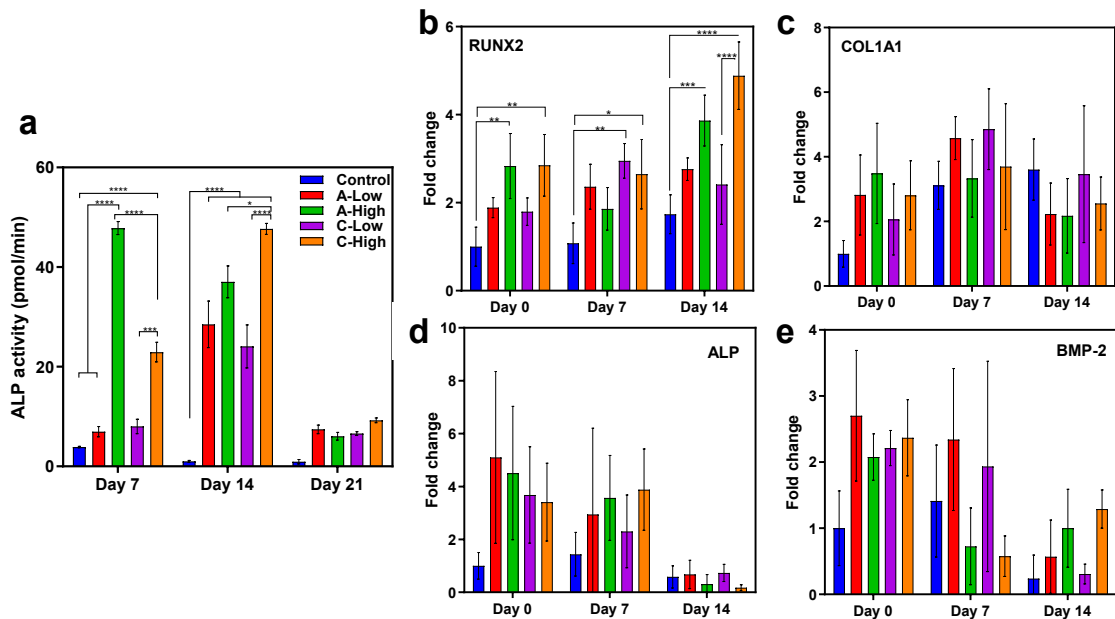 a
ALP activity (pmol/min)
60
40
20
0
Day 7
Day 14
Day 21
****
****
****
***
****
****
*
****
Control
A-Low
A-High
C-Low
C-High
b
RUNX2
Fold change
6
4
2
0
Day 0
Day 7
Day 14
**
**
*
**
****
****
***
c
COL1A1
Fold change
8
6
4
2
0
Day 0
Day 7
Day 14
d
ALP
Fold change
10
8
6
4
2
0
Day 0
Day 7
Day 14
e
BMP-2
Fold change
4
3
2
1
0
Day 0
Day 7
Day 14